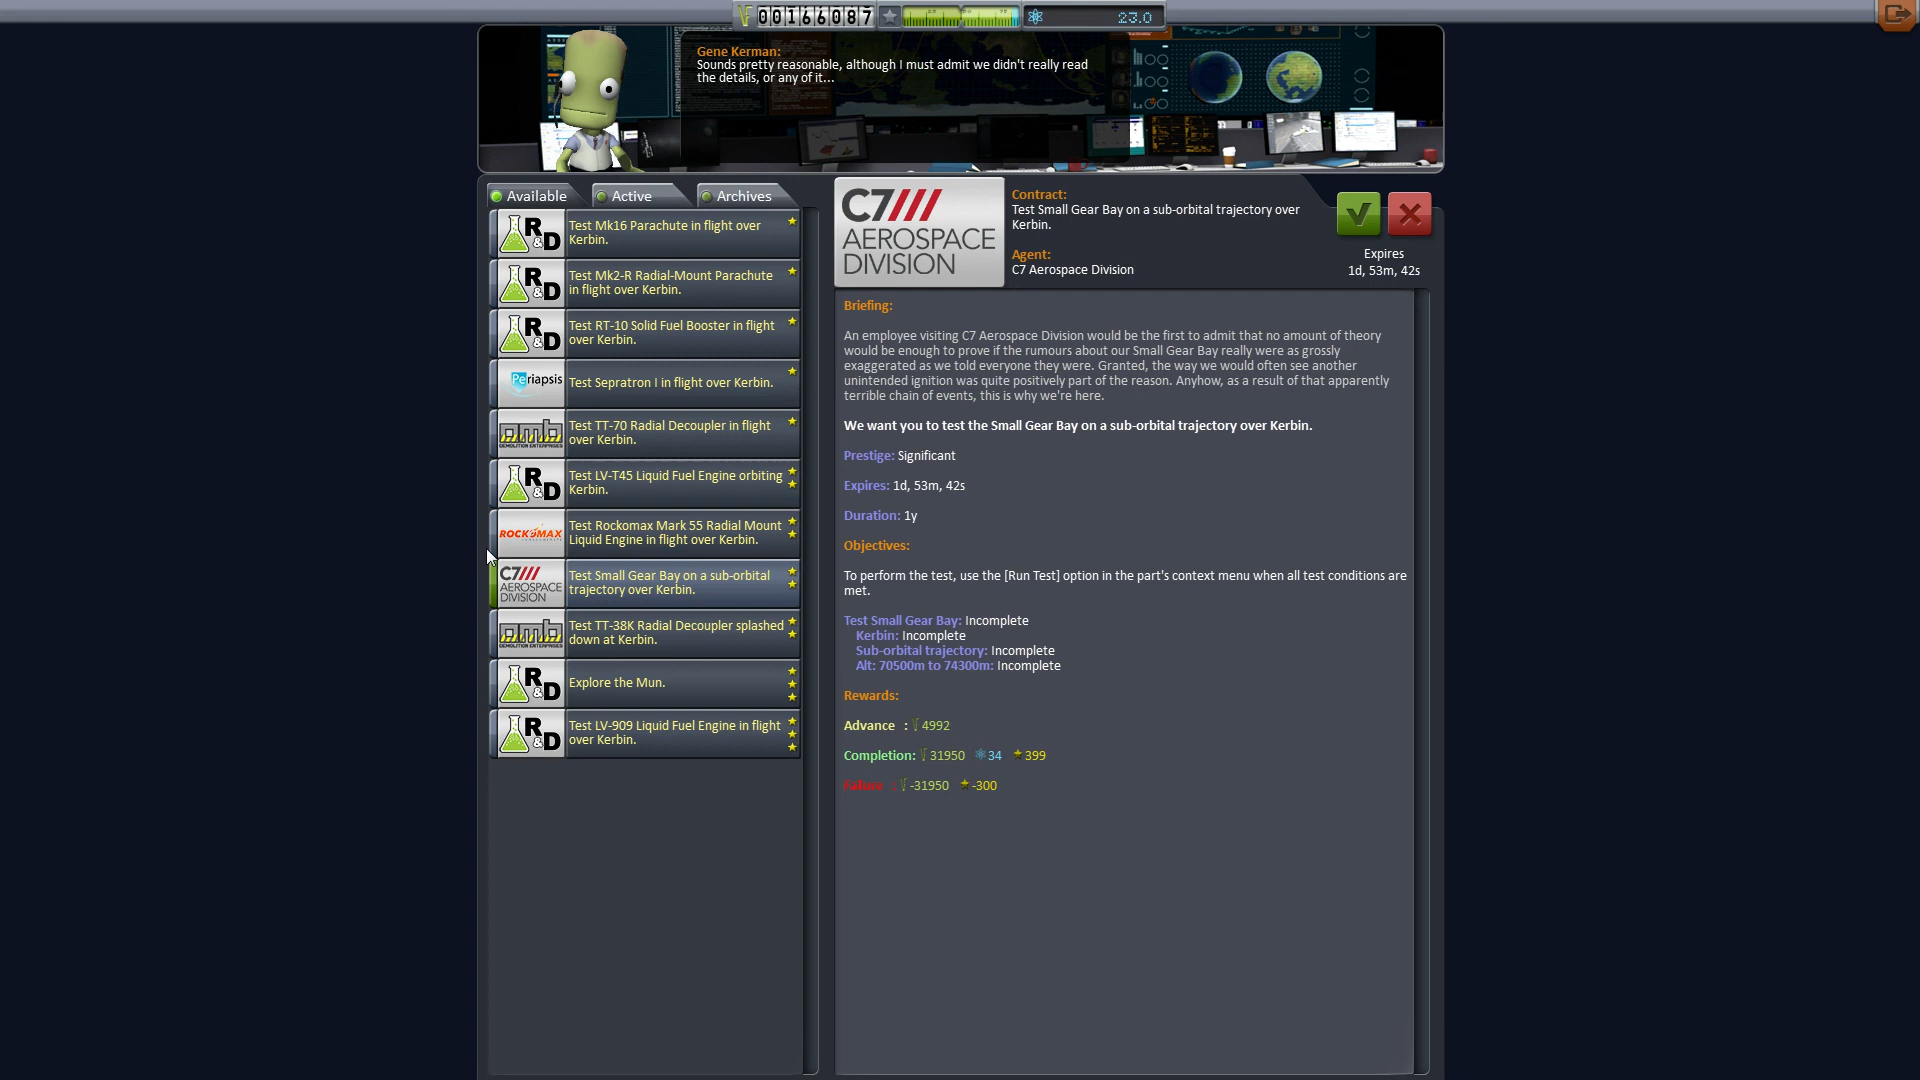 00166087
23.0
Gene Kerman:
Sounds pretty reasonable, although I must admit we didn't really read
the details, or any of it...
Available
Active
Archives
R&D
Test Mk16 Parachute in flight over
Kerbin.
R&D
Test Mk2-R Radial-Mount Parachute
in flight over Kerbin.
R&D
Test RT-10 Solid Fuel Booster in flight
over Kerbin.
Periapsis
Test Sepratron I in flight over Kerbin.
omb
DEMOLITION ENTERPRISES
Test TT-70 Radial Decoupler in flight
over Kerbin.
R&D
Test LV-T45 Liquid Fuel Engine orbiting
Kerbin.
ROCKOMAX
Test Rockomax Mark 55 Radial Mount
Liquid Engine in flight over Kerbin.
C7///
AEROSPACE
DIVISION
Test Small Gear Bay on a sub-orbital
trajectory over Kerbin.
omb
DEMOLITION ENTERPRISES
Test TT-38K Radial Decoupler splashed
down at Kerbin.
R&D
Explore the Mun.
R&D
Test LV-909 Liquid Fuel Engine in flight
over Kerbin.
C7///
AEROSPACE
DIVISION
Contract:
Test Small Gear Bay on a sub-orbital trajectory over
Kerbin.
Agent:
C7 Aerospace Division
Expires
1d, 53m, 42s
Briefing:
An employee visiting C7 Aerospace Division would be the first to admit that no amount of theory
would be enough to prove if the rumours about our Small Gear Bay really were as grossly
exaggerated as we told everyone they were. Granted, the way we would often see another
unintended ignition was quite positively part of the reason. Anyhow, as a result of that apparently
terrible chain of events, this is why we're here.
We want you to test the Small Gear Bay on a sub-orbital trajectory over Kerbin.
Prestige: Significant
Expires: 1d, 53m, 42s
Duration: 1y
Objectives:
To perform the test, use the [Run Test] option in the part's context menu when all test conditions are
met.
Test Small Gear Bay: Incomplete
Kerbin: Incomplete
Sub-orbital trajectory: Incomplete
Alt: 70500m to 74300m: Incomplete
Rewards:
Advance : 4992
Completion: 31950 34 399
Failure : -31950 -300